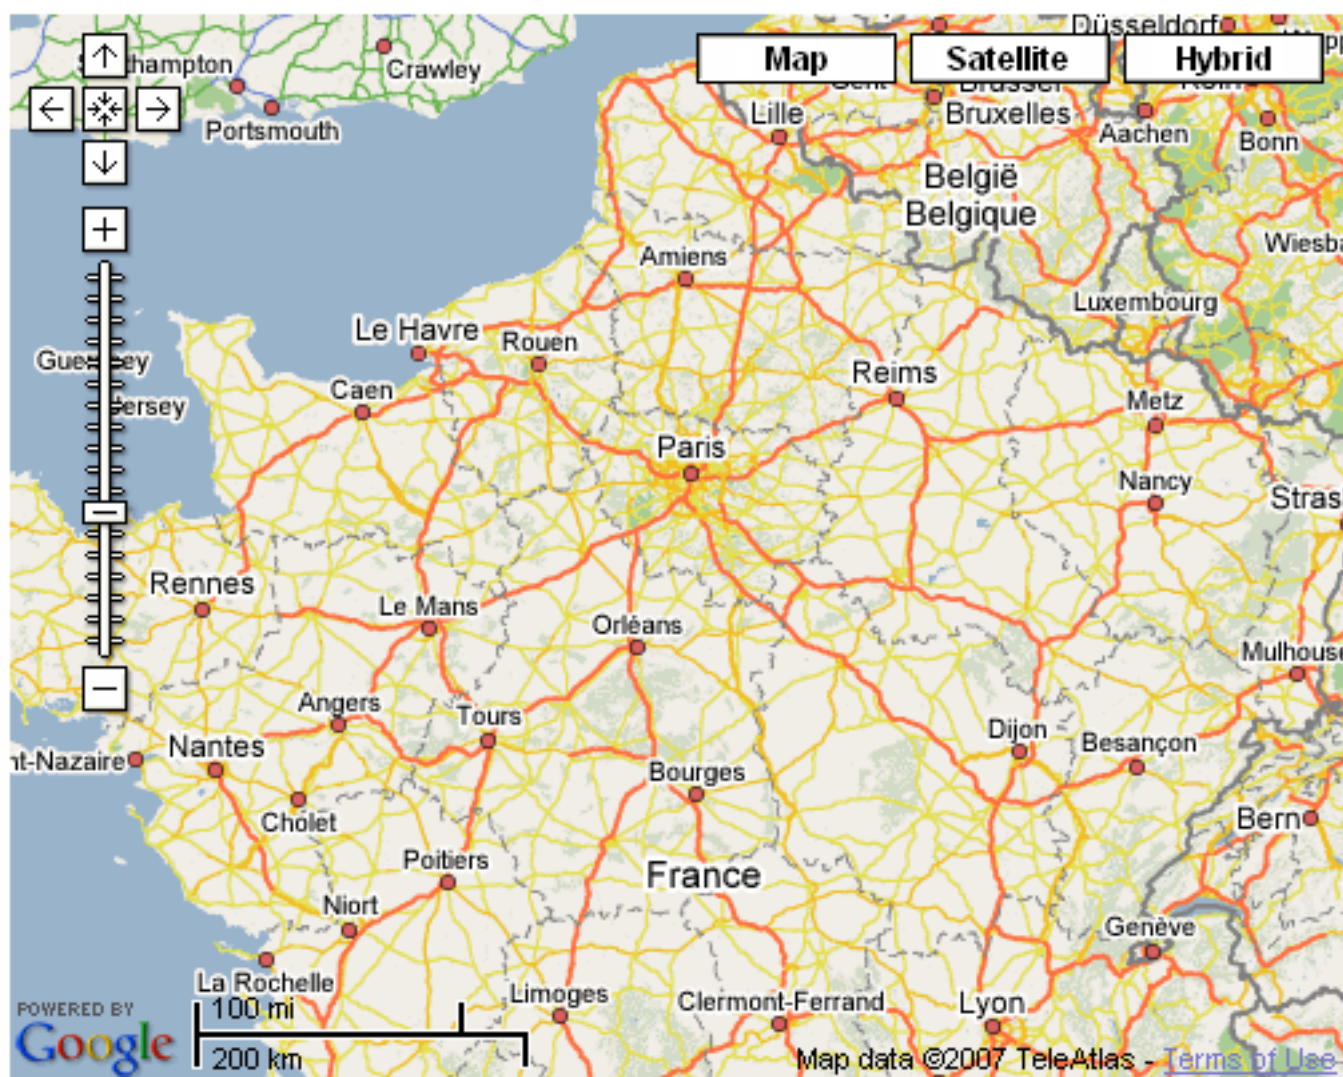 Düsseldorf
Map
Satellite
Hybrid
Crawley
Portsmouth
Lille
Bruxelles
Aachen
Bonn
België
Belgique
Amiens
Luxembourg
Le Havre
Rouen
Reims
Caen
Metz
Paris
Nancy
Stras
Rennes
Le Mans
Orléans
Mulhouse
Angers
Tours
Dijon
Besançon
Nantes
nt-Nazaire
Bourges
Cholet
Bern
Poitiers
France
Niort
Genève
La Rochelle
Limoges
Clermont-Ferrand
Lyon
POWERED BY
Google
100 mi
200 km
Map data ©2007 TeleAtlas - Terms of Use